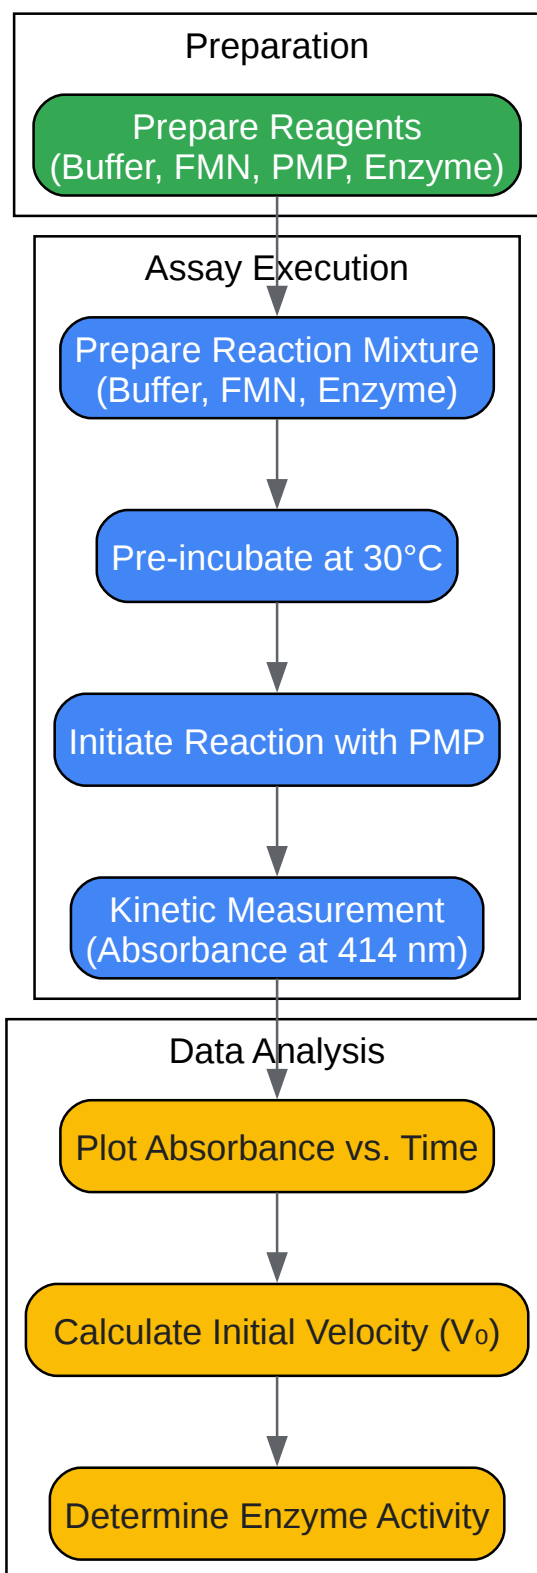 Preparation
Prepare Reagents
(Buffer, FMN, PMP, Enzyme)
Assay Execution
Prepare Reaction Mixture
(Buffer, FMN, Enzyme)
Pre-incubate at 30°C
Initiate Reaction with PMP
Kinetic Measurement
(Absorbance at 414 nm)
Data Analysis
Plot Absorbance vs. Time
Calculate Initial Velocity (V₀)
Determine Enzyme Activity